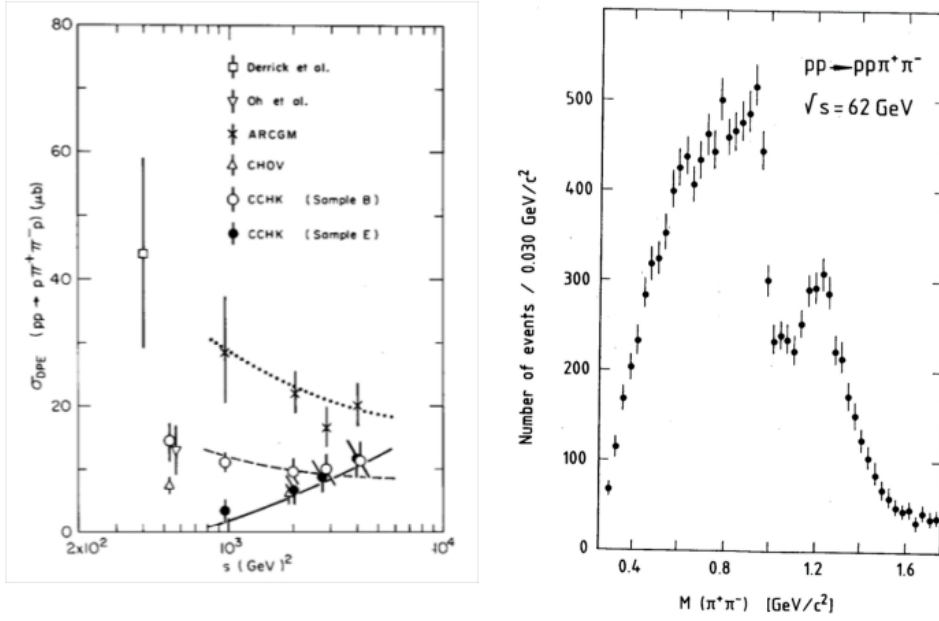 80
60
40
20
0
σDPE (pp → pπ⁺π⁻p) (μb)
Derrick et al.
Oh et al.
ARCGM
CHOV
CCHK (Sample B)
CCHK (Sample E)
2x10²
10³
10⁴
s (GeV)²
pp → ppπ⁺π⁻
√s = 62 GeV
500
400
300
200
100
0
Number of events / 0.030 GeV/c²
0.4
0.8
1.2
1.6
M (π⁺π⁻) [GeV/c²]